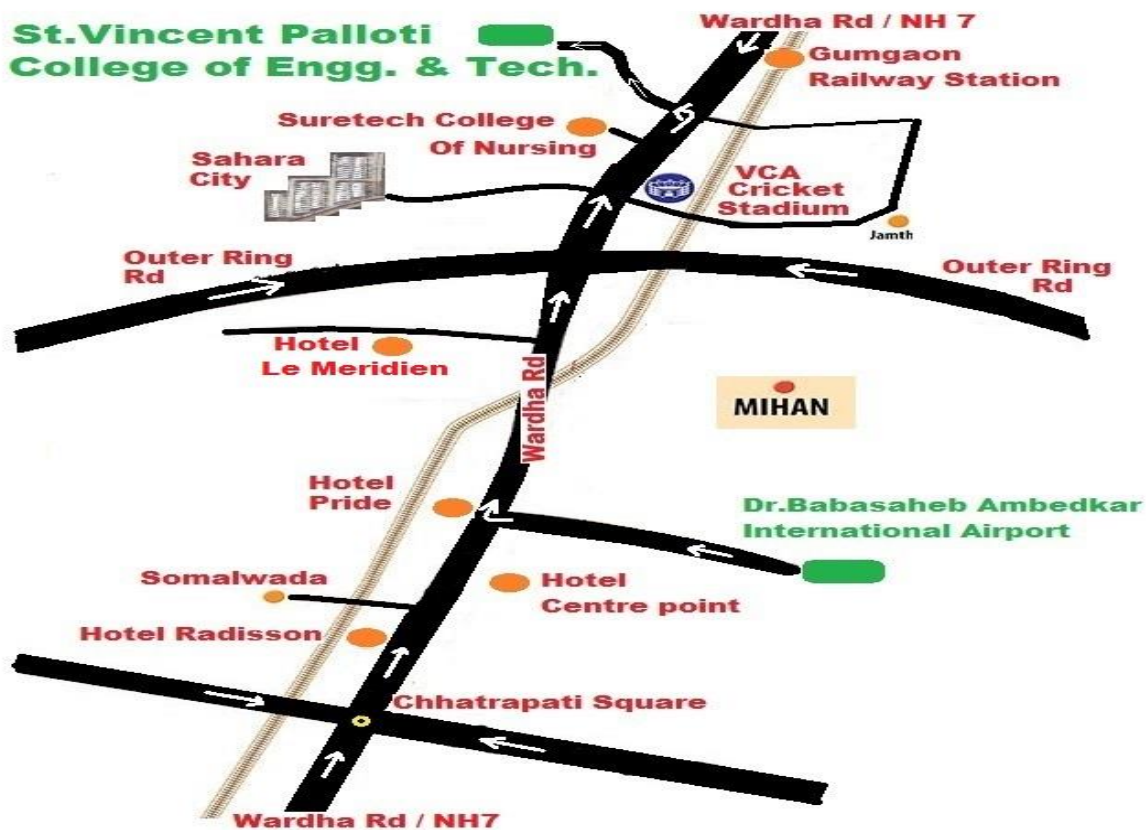 St.Vincent Palloti
College of Engg. & Tech.
Wardha Rd / NH 7
Gumgaon
Railway Station
Suretech College
Of Nursing
Sahara
City
VCA
Cricket
Stadium
Jamth
Outer Ring
Rd
Outer Ring
Rd
Hotel
Le Meridien
Wardha Rd
MIHAN
Hotel
Pride
Dr.Babasaheb Ambedkar
International Airport
Somalwada
Hotel
Centre point
Hotel Radisson
Chhatrapati Square
Wardha Rd / NH7